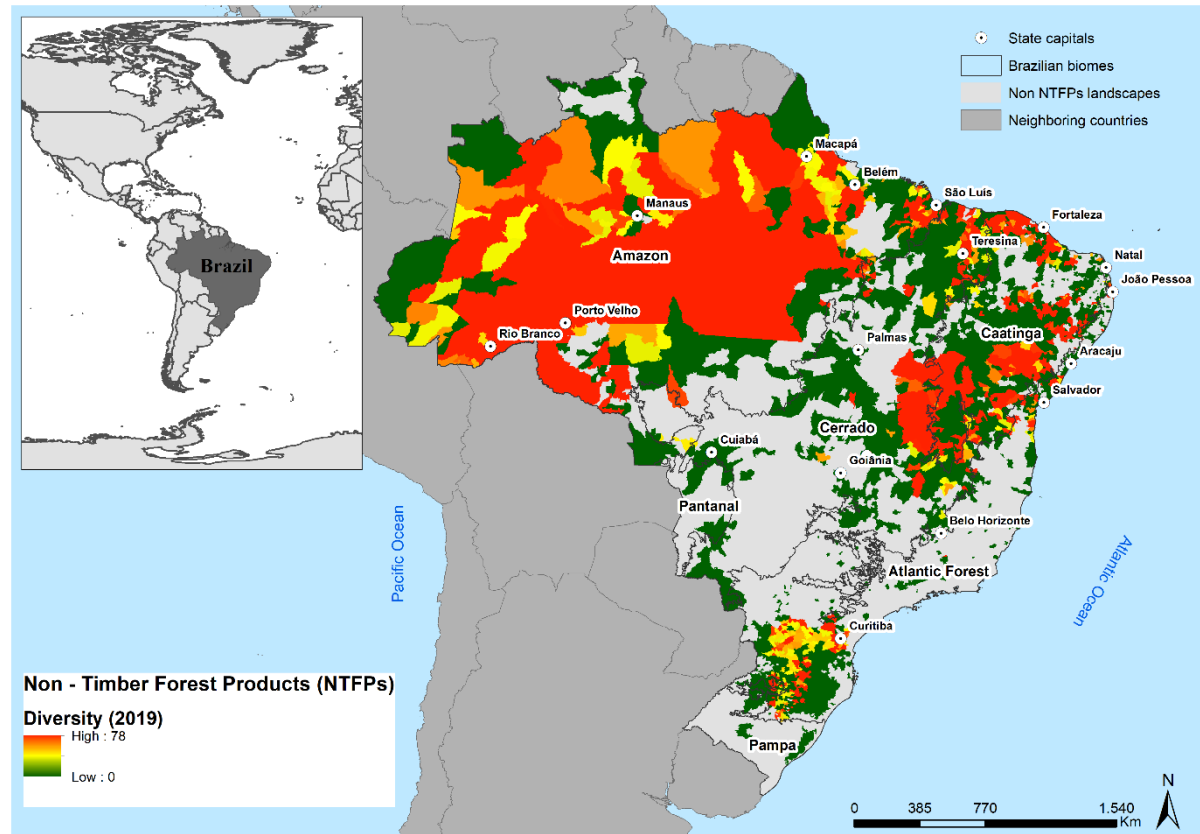 Brazil
State capitals
Brazilian biomes
Non NTFPs landscapes
Neighboring countries
Macapá
Belém
São Luís
Manaus
Fortaleza
Teresina
Amazon
Natal
João Pessoa
Porto Velho
Caatinga
Rio Branco
Palmas
Aracaju
Salvador
Cerrado
Cuiabá
Goiânia
Pantanal
Belo Horizonte
Pacific Ocean
Atlantic Ocean
Atlantic Forest
Curitiba
Pampa
Non - Timber Forest Products (NTFPs)
Diversity (2019)
High : 78
Low : 0
N
0 385 770 1.540
Km